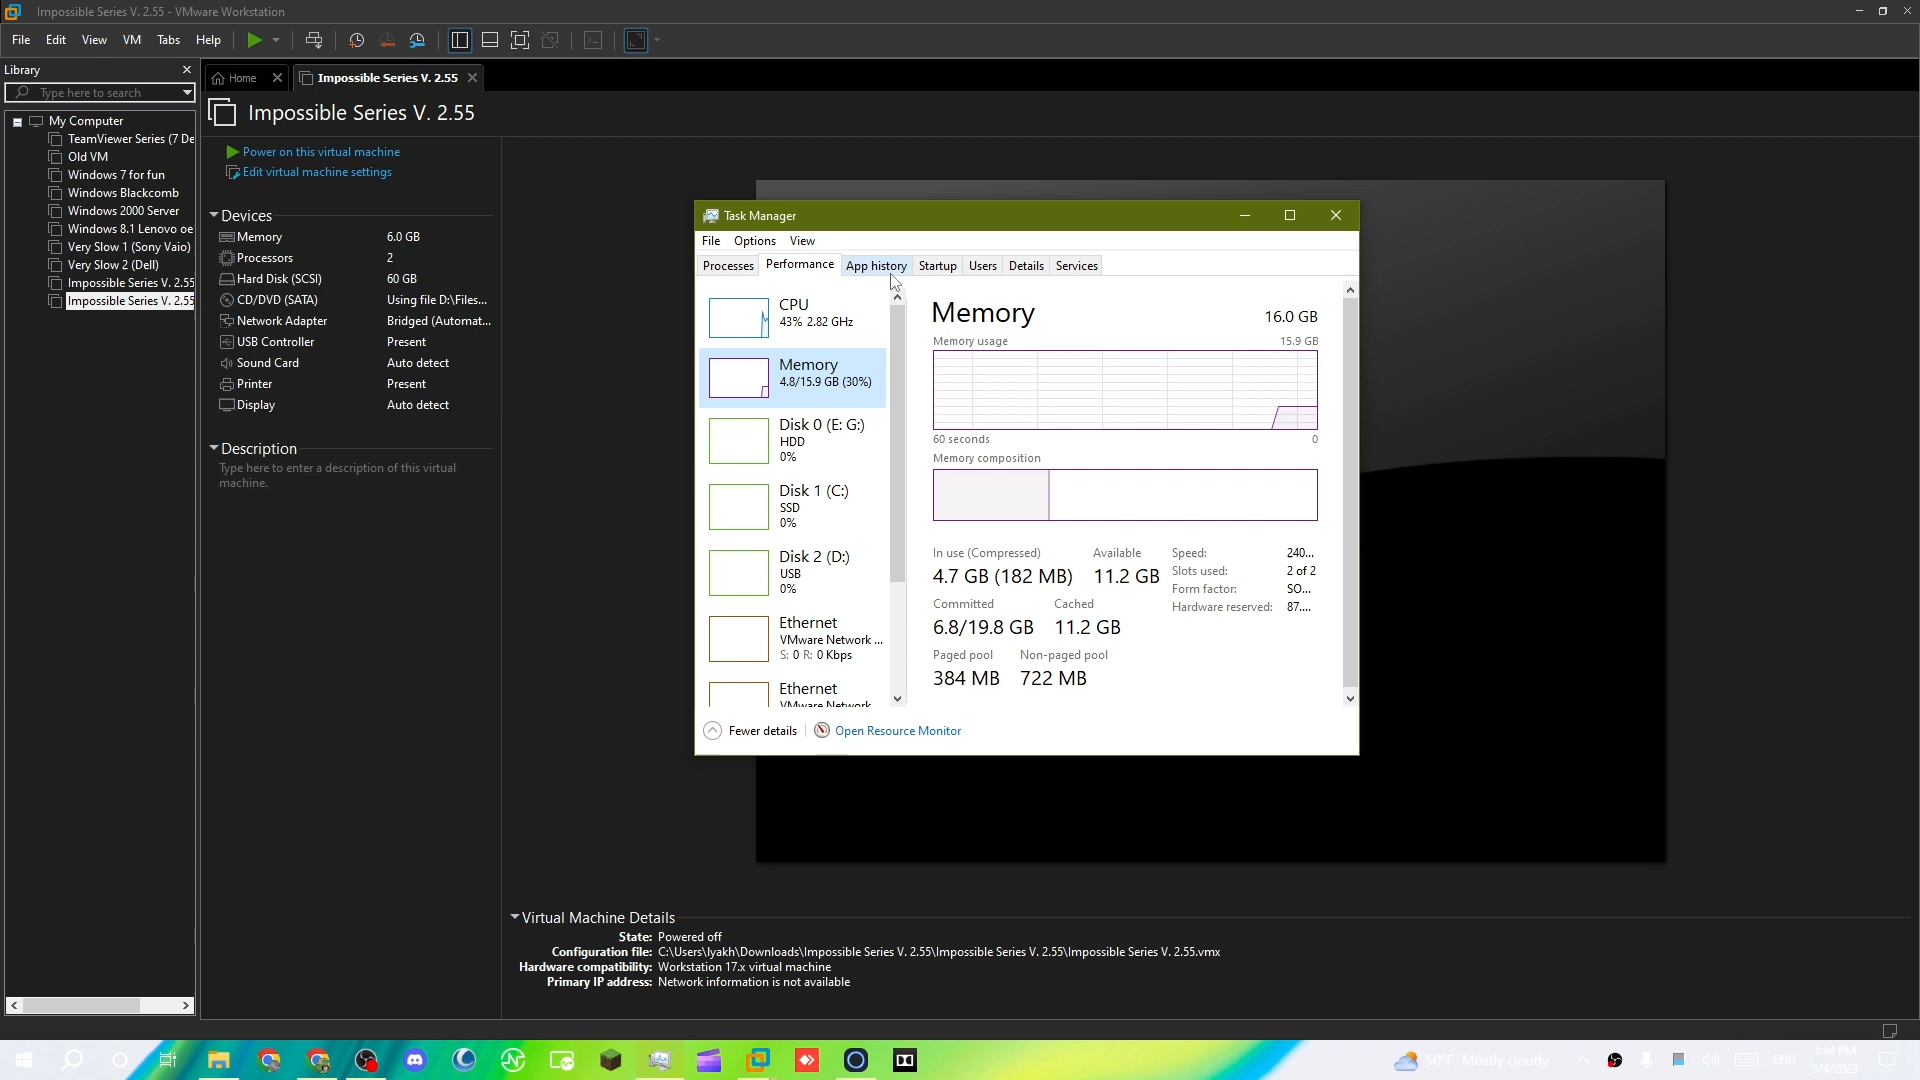 Impossible Series V. 2.55 - VMware Workstation
File Edit View VM Tabs Help
Library
Type here to search
My Computer
TeamViewer Series (7 De
Old VM
Windows 7 for fun
Windows Blackcomb
Windows 2000 Server
Windows 8.1 Lenovo oe
Very Slow 1 (Sony Vaio)
Very Slow 2 (Dell)
Impossible Series V. 2.55
Impossible Series V. 2.55
Home
Impossible Series V. 2.55
Impossible Series V. 2.55
Power on this virtual machine
Edit virtual machine settings
Devices
Memory 6.0 GB
Processors 2
Hard Disk (SCSI) 60 GB
CD/DVD (SATA) Using file D:\Files...
Network Adapter Bridged (Automat...
USB Controller Present
Sound Card Auto detect
Printer Present
Display Auto detect
Description
Type here to enter a description of this virtual
machine.
Task Manager
File Options View
Processes Performance App history Startup Users Details Services
CPU
43% 2.82 GHz
Memory
4.8/15.9 GB (30%)
Disk 0 (E: G:)
HDD
0%
Disk 1 (C:)
SSD
0%
Disk 2 (D:)
USB
0%
Ethernet
VMware Network ...
S: 0 R: 0 Kbps
Ethernet
VMware Network
Memory 16.0 GB
Memory usage 15.9 GB
60 seconds 0
Memory composition
In use (Compressed) Available
4.7 GB (182 MB) 11.2 GB
Committed Cached
6.8/19.8 GB 11.2 GB
Paged pool Non-paged pool
384 MB 722 MB
Speed: 240...
Slots used: 2 of 2
Form factor: SO...
Hardware reserved: 87....
Fewer details
Open Resource Monitor
Virtual Machine Details
State: Powered off
Configuration file: C:\Users\lyakh\Downloads\Impossible Series V. 2.55\Impossible Series V. 2.55\Impossible Series V. 2.55.vmx
Hardware compatibility: Workstation 17.x virtual machine
Primary IP address: Network information is not available
50°F Mostly cloudy
ENG
1:44 PM
3/4/2023